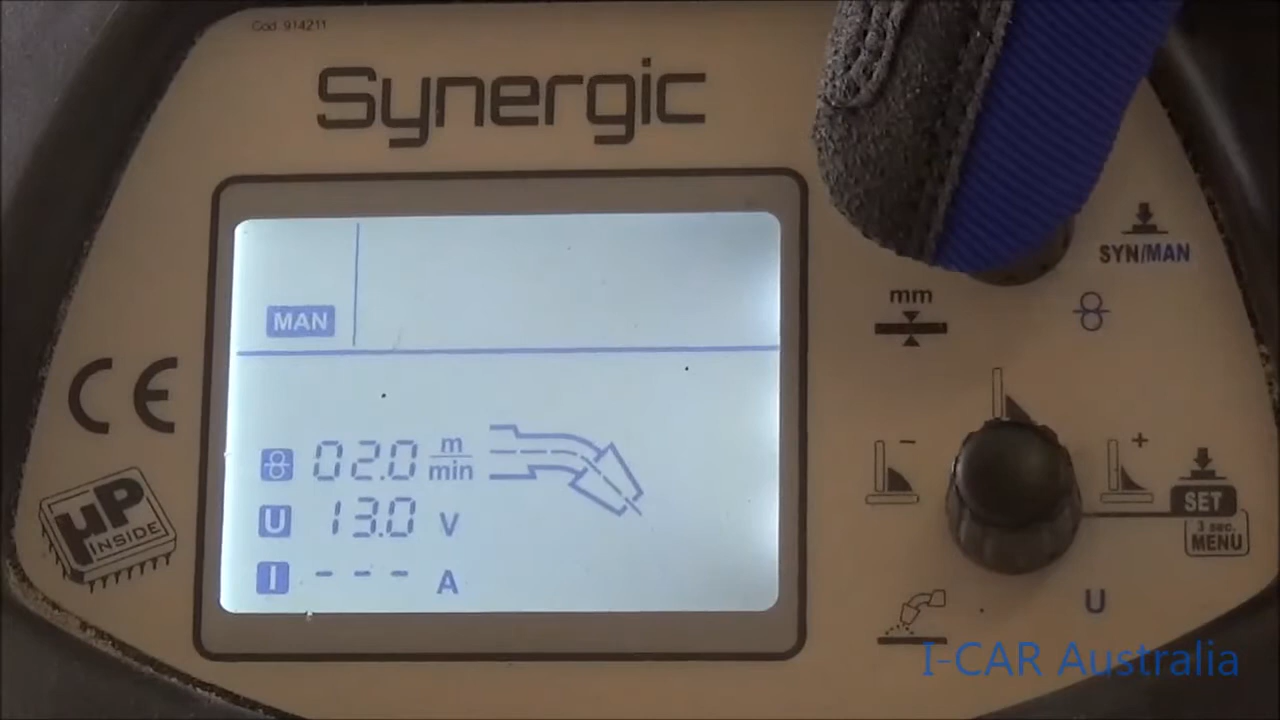 Cod. 914211
Synergic
SYN/MAN
mm
MAN
CE
02.0 m/min
U 13.0 V
I --- A
- +
SET
3 sec.
MENU
µP
INSIDE
U
I-CAR Australia